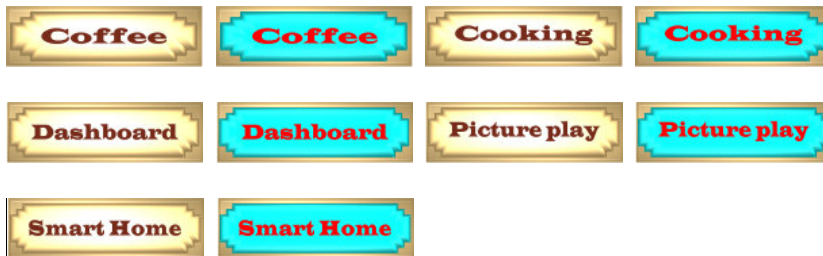 Coffee Coffee Cooking Cooking
Dashboard Dashboard Picture play Picture play
Smart Home Smart Home